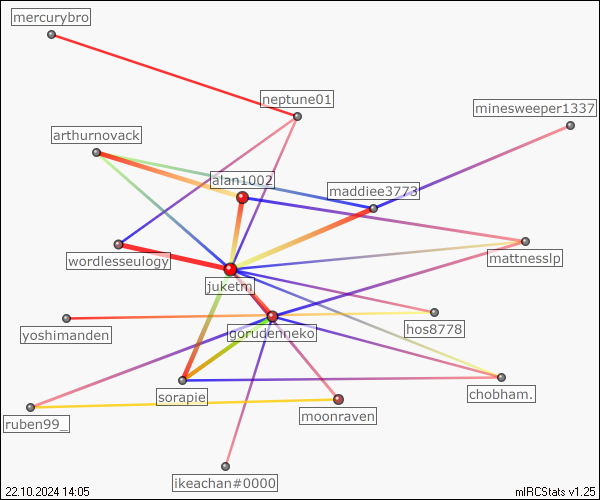 mercurybro
neptune01
minesweeper1337
arthurnovack
alan1002
maddiee3773
wordlesseulogy
mattnesslp
juketh
gorudenneko
hos8778
yoshimanden
sorapie
chobham.
moonraven
ruben99_
ikeachan#0000
22.10.2024 14:05
mIRCStats v1.25